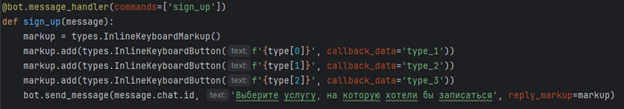 @bot.message_handler(commands=['sign_up'])
def sign_up(message):
    markup = types.InlineKeyboardMarkup()
    markup.add(types.InlineKeyboardButton( text: f'{type[0]}', callback_data='type_1'))
    markup.add(types.InlineKeyboardButton( text: f'{type[1]}', callback_data='type_2'))
    markup.add(types.InlineKeyboardButton( text: f'{type[2]}', callback_data='type_3'))
    bot.send_message(message.chat.id, text: 'Выберите услугу, на которую хотели бы записаться', reply_markup=markup)